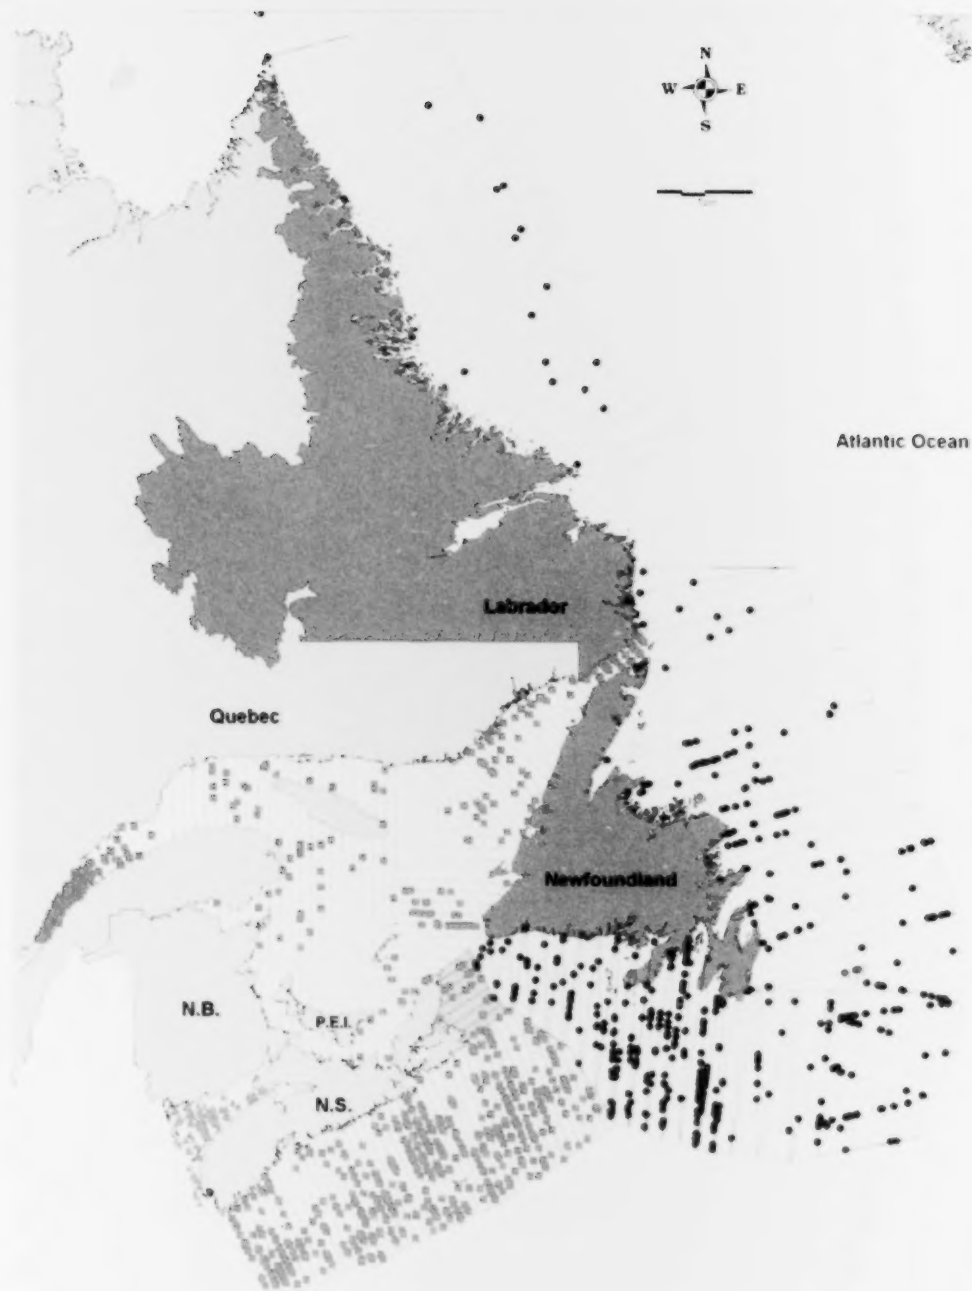 N
W E
S
Atlantic Ocean
Labrador
Quebec
Newfoundland
N.B.
P.E.I.
N.S.